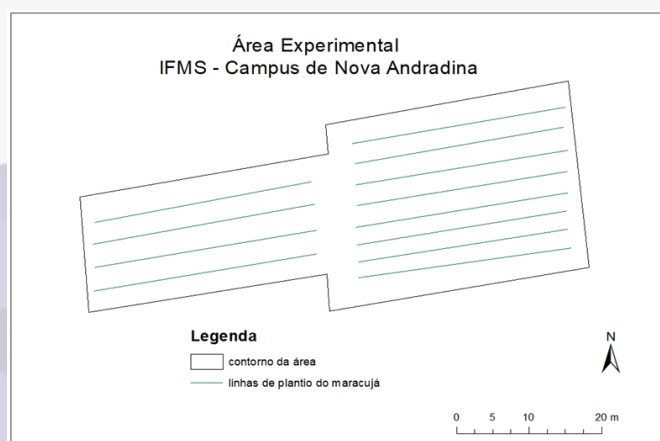 Área Experimental
IFMS - Campus de Nova Andradina
Legenda
contorno da área
linhas de plantio do maracujá
N
0 5 10 20 m